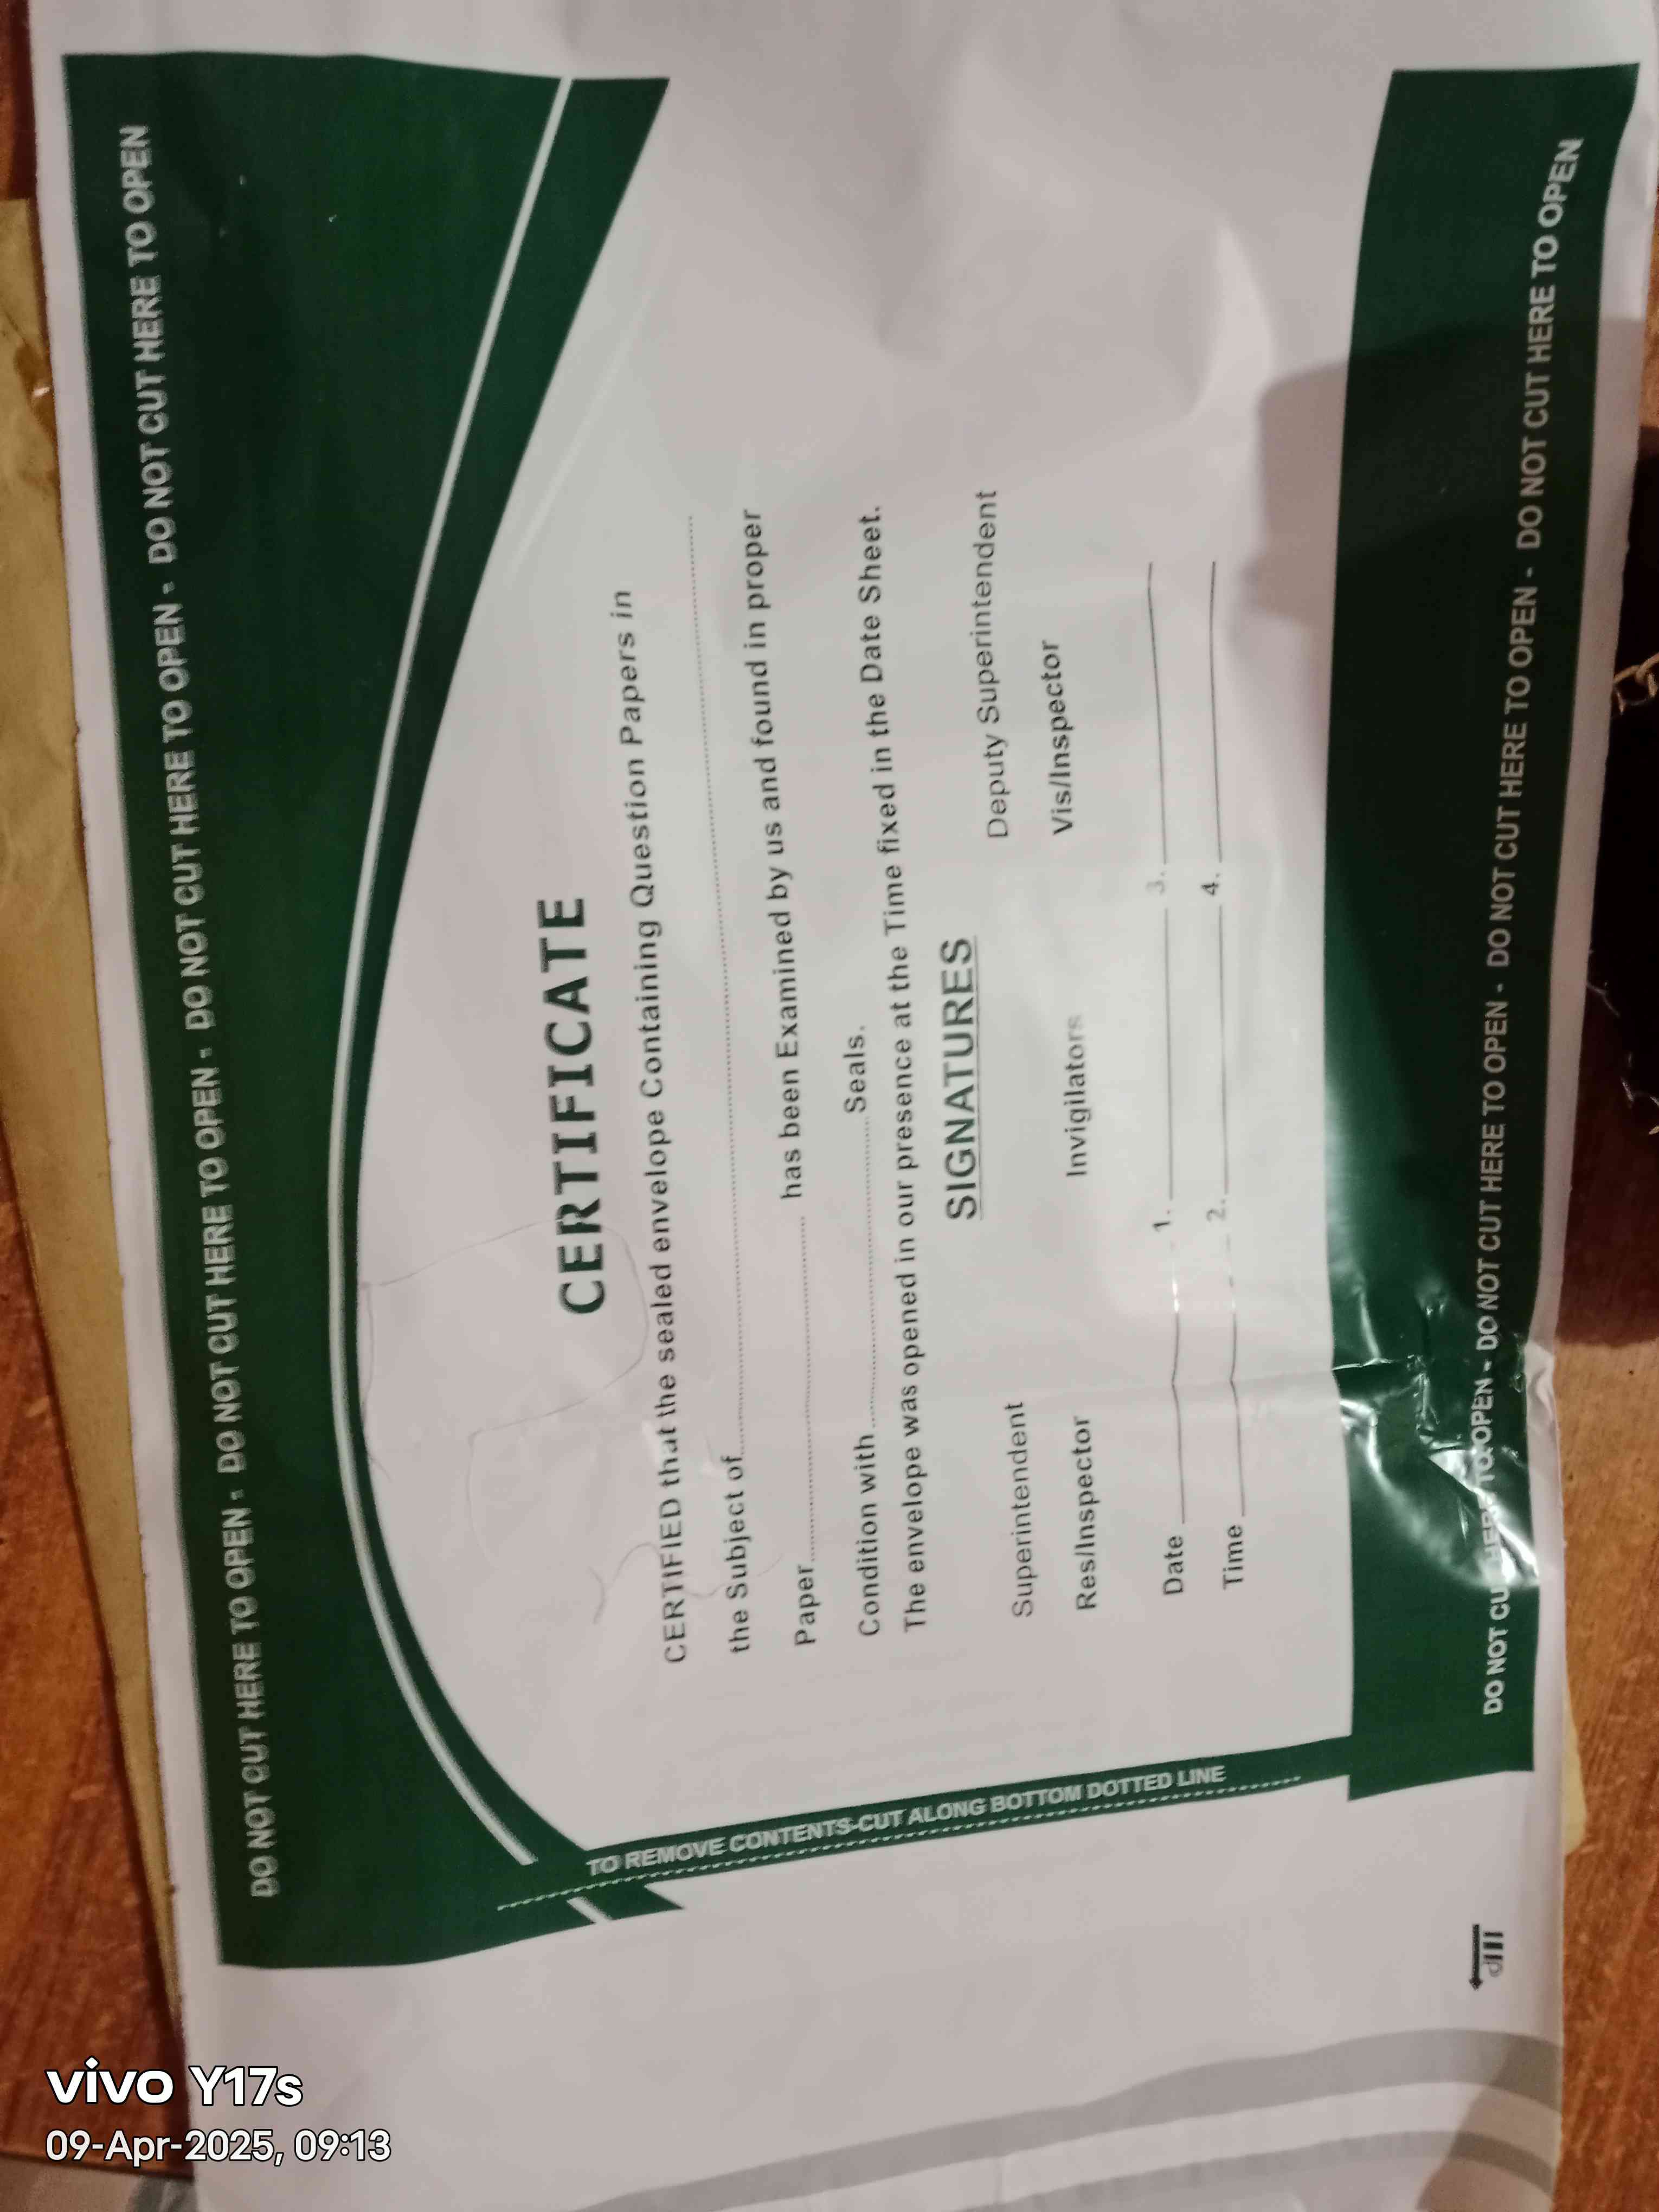 DO NOT CUT HERE TO OPEN - DO NOT CUT HERE TO OPEN - DO NOT CUT HERE TO OPEN - DO NOT CUT HERE TO OPEN
CERTIFICATE
CERTIFIED that the sealed envelope Containing Question Papers in
the Subject of
Paper has been Examined by us and found in proper
Condition with Seals.
The envelope was opened in our presence at the Time fixed in the Date Sheet.
SIGNATURES
Superintendent Deputy Superintendent
Res/Inspector Invigilators Vis/Inspector
Date 1. 3.
Time 2. 4.
TO REMOVE CONTENTS-CUT ALONG BOTTOM DOTTED LINE
DO NOT CUT HERE TO OPEN - DO NOT CUT HERE TO OPEN - DO NOT CUT HERE TO OPEN - DO NOT CUT HERE TO OPEN
vivo Y17s
09-Apr-2025, 09:13